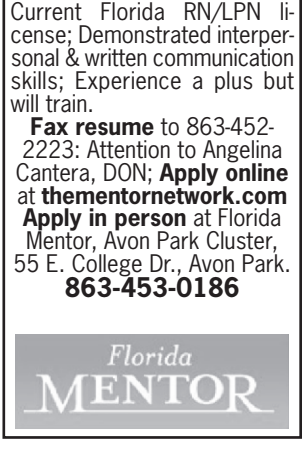 Current Florida RN/LPN li-
cense; Demonstrated interper-
sonal & written communication
skills; Experience a plus but
will train.
Fax resume to 863-452-
2223: Attention to Angelina
Cantera, DON; Apply online
at thementornetwork.com
Apply in person at Florida
Mentor, Avon Park Cluster,
55 E. College Dr., Avon Park.
863-453-0186
Florida
MENTOR